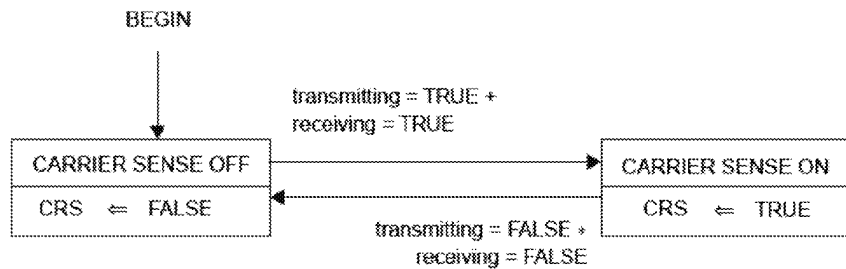 BEGIN
transmitting = TRUE +
receiving = TRUE
CARRIER SENSE OFF
CARRIER SENSE ON
CRS ⇐ FALSE
CRS ⇐ TRUE
transmitting = FALSE *
receiving = FALSE